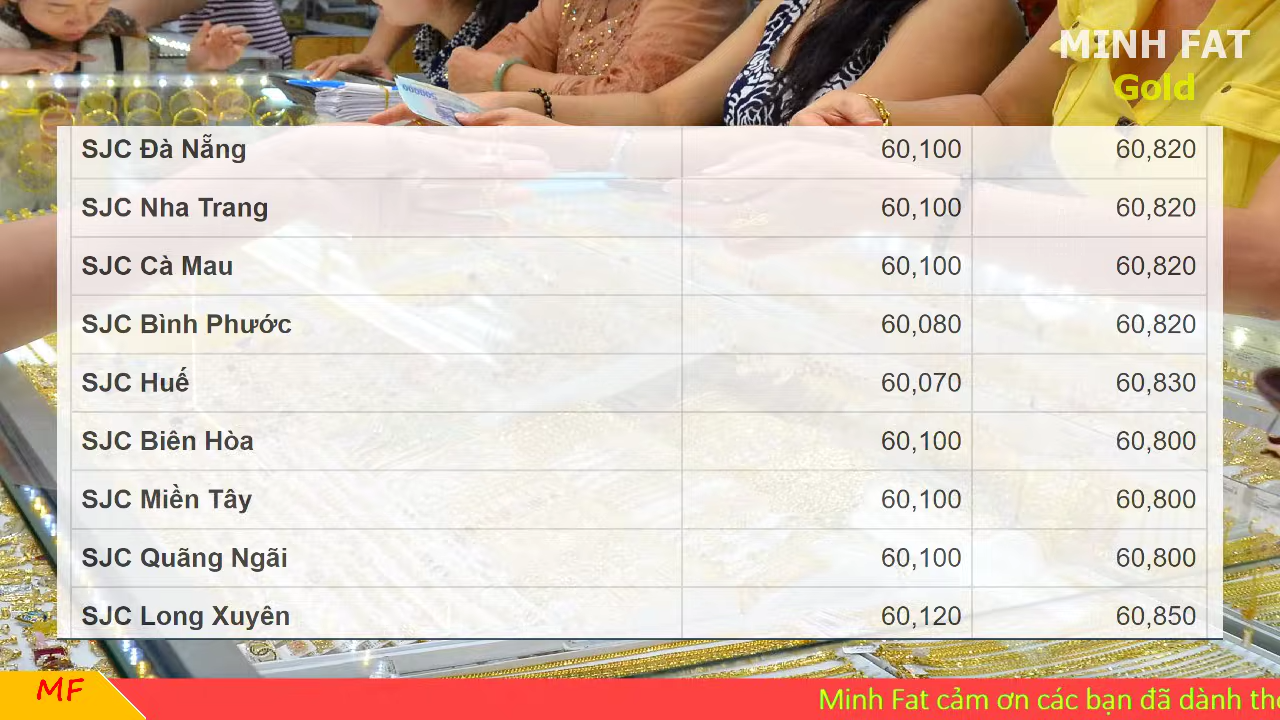 MINH FAT
Gold
SJC Đà Nẵng 60,100 60,820
SJC Nha Trang 60,100 60,820
SJC Cà Mau 60,100 60,820
SJC Bình Phước 60,080 60,820
SJC Huế 60,070 60,830
SJC Biên Hòa 60,100 60,800
SJC Miền Tây 60,100 60,800
SJC Quãng Ngãi 60,100 60,800
SJC Long Xuyên 60,120 60,850
MF
Minh Fat cảm ơn các bạn đã dành